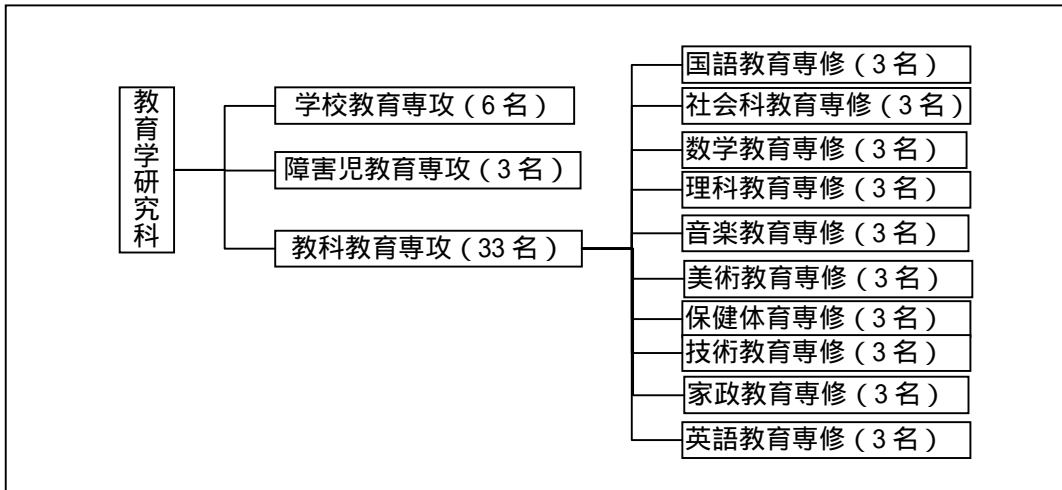 教育学研究科
学校教育専攻(6名)
障害児教育専攻(3名)
教科教育専攻(33名)
国語教育専修(3名)
社会科教育専修(3名)
数学教育専修(3名)
理科教育専修(3名)
音楽教育専修(3名)
美術教育専修(3名)
保健体育専修(3名)
技術教育専修(3名)
家政教育専修(3名)
英語教育専修(3名)